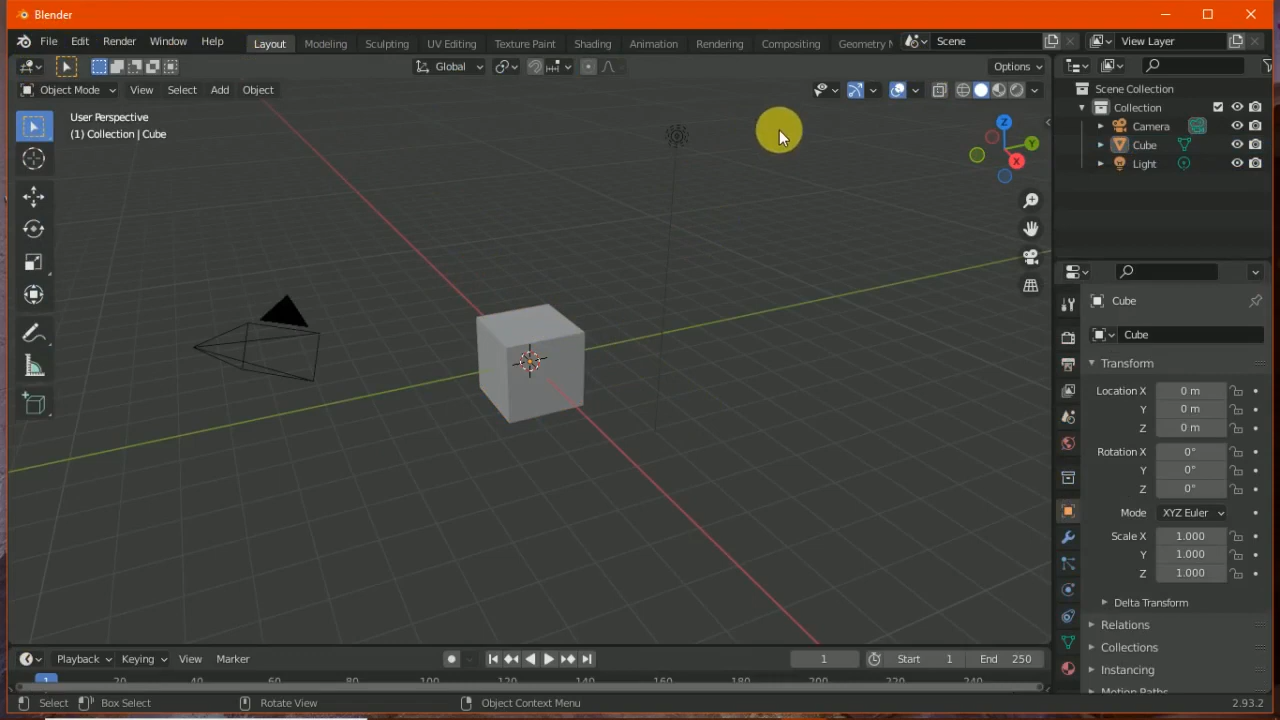 Blender
File Edit Render Window Help Layout Modeling Sculpting UV Editing Texture Paint Shading Animation Rendering Compositing Geometry N Scene View Layer
Global Options
Object Mode View Select Add Object
User Perspective
(1) Collection | Cube
Z
Y
X
Scene Collection
Collection
Camera
Cube
Light
Cube
Cube
Transform
Location X 0 m
Y 0 m
Z 0 m
Rotation X 0°
Y 0°
Z 0°
Mode XYZ Euler
Scale X 1.000
Y 1.000
Z 1.000
Delta Transform
Relations
Collections
Instancing
Motion Paths
Playback Keying View Marker 1 Start 1 End 250
1 20 40 60 80 100 120 140 160 180 200 220 240
Select Box Select Rotate View Object Context Menu 2.93.2